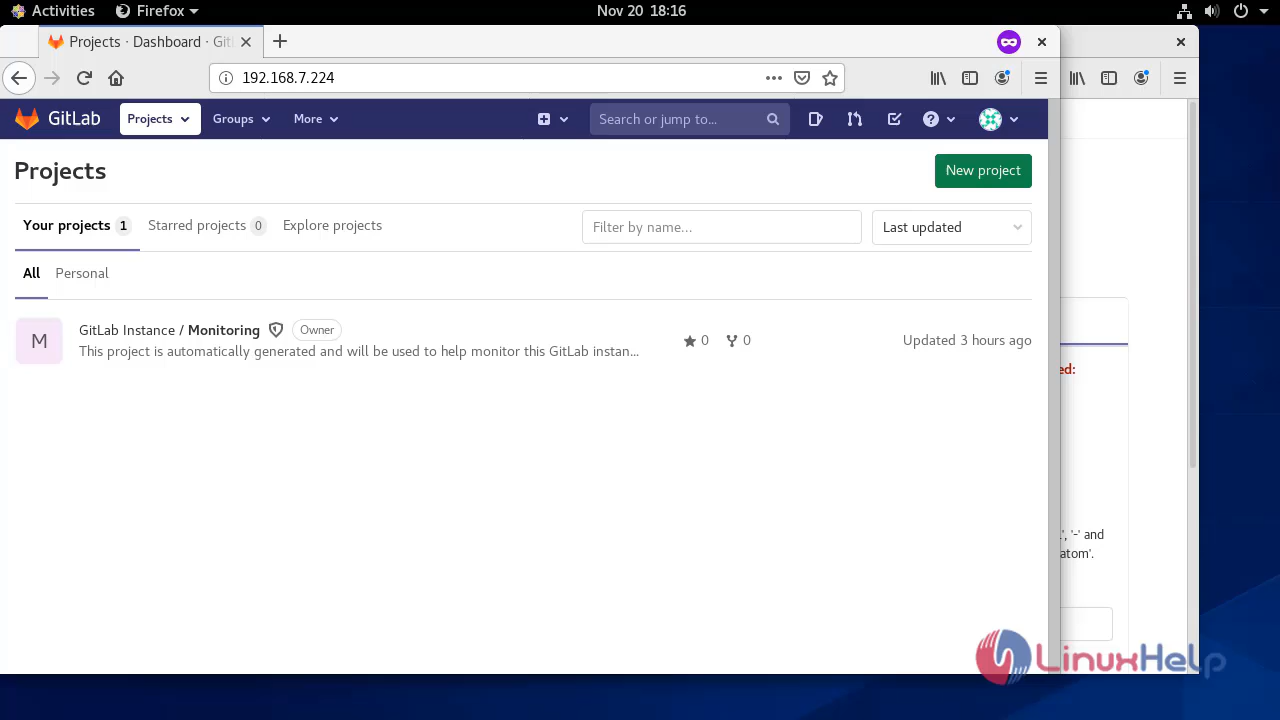 Activities Firefox Nov 20 18:16
Projects · Dashboard · Git
192.168.7.224
GitLab Projects Groups More Search or jump to...
Projects
New project
Your projects 1 Starred projects 0 Explore projects Filter by name... Last updated
All Personal
GitLab Instance / Monitoring Owner
M 0 0 Updated 3 hours ago
This project is automatically generated and will be used to help monitor this GitLab instan...
ed:
', '-' and
atom'.
LinuxHelp